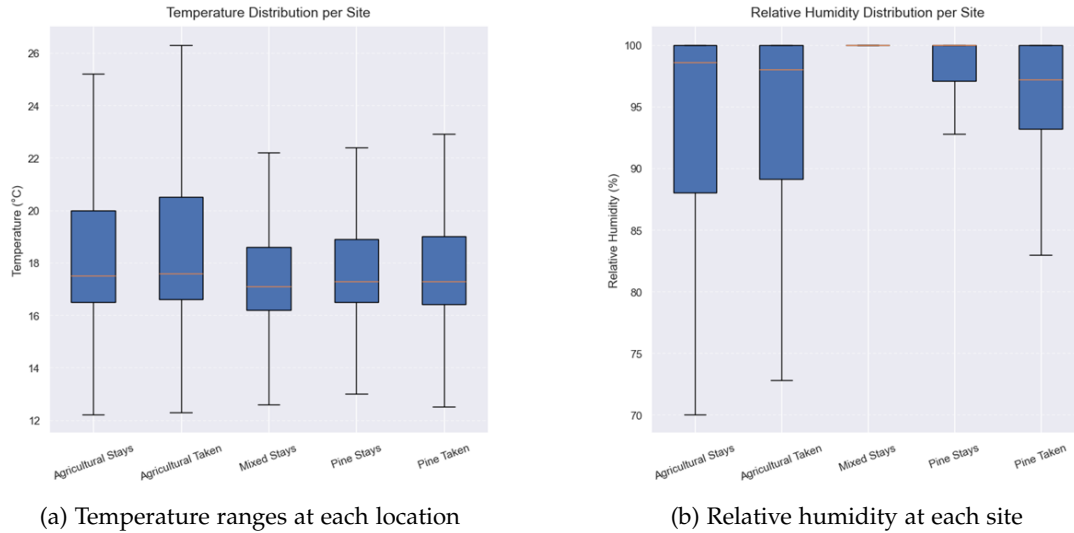 Temperature Distribution per Site
26
24
22
20
18
16
14
12
Temperature (°C)
Agricultural Stays
Agricultural Taken
Mixed Stays
Pine Stays
Pine Taken
(a) Temperature ranges at each location
Relative Humidity Distribution per Site
100
95
90
85
80
75
70
Relative Humidity (%)
Agricultural Stays
Agricultural Taken
Mixed Stays
Pine Stays
Pine Taken
(b) Relative humidity at each site